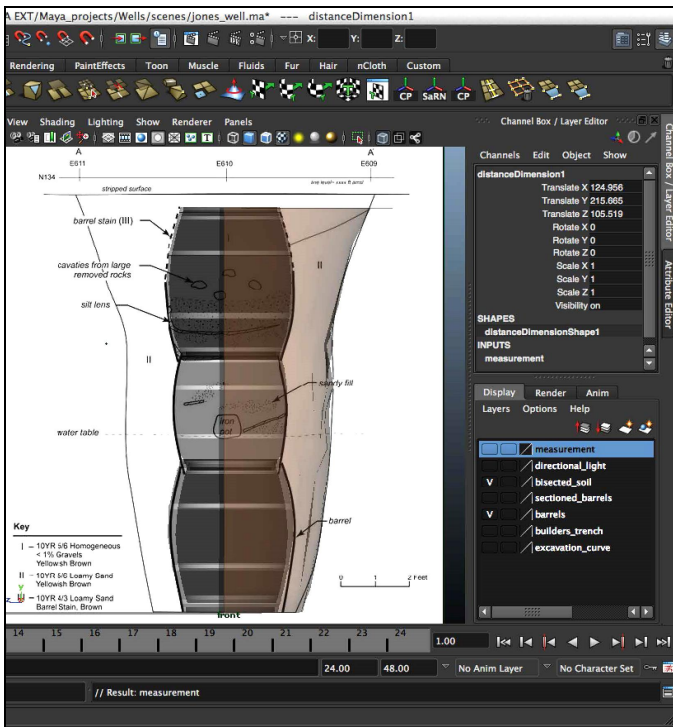 A EXT/Maya_projects/Wells/scenes/jones_well.ma* --- distanceDimension1
X: Y: Z:
Rendering PaintEffects Toon Muscle Fluids Fur Hair nCloth Custom
CP SaRN CP
View Shading Lighting Show Renderer Panels
Channel Box / Layer Editor
Channels Edit Object Show
distanceDimension1
Translate X 124.956
Translate Y 215.665
Translate Z 105.519
Rotate X 0
Rotate Y 0
Rotate Z 0
Scale X 1
Scale Y 1
Scale Z 1
Visibility on
SHAPES
distanceDimensionShape1
INPUTS
measurement
Channel Box / Layer Editor
Attribute Editor
Display Render Anim
Layers Options Help
measurement
directional_light
V bisected_soil
sectioned_barrels
V barrels
builders_trench
excavation_curve
A A
E611 E610 E609
N134
stripped surface
barrel stain (III)
I
II
cavaties from large
removed rocks
silt lens
II
sandy fill
Iron
pot
water table
barrel
Key
I – 10YR 5/6 Homogeneous
< 1% Gravels
Yellowish Brown
II – 10YR 5/6 Loamy Sand
Yellowish Brown
III – 10YR 4/3 Loamy Sand
Barrel Stain, Brown
y
z
0 1 2 Feet
front
14 15 16 17 18 19 20 21 22 23 24 1.00
24.00 48.00 No Anim Layer No Character Set
// Result: measurement